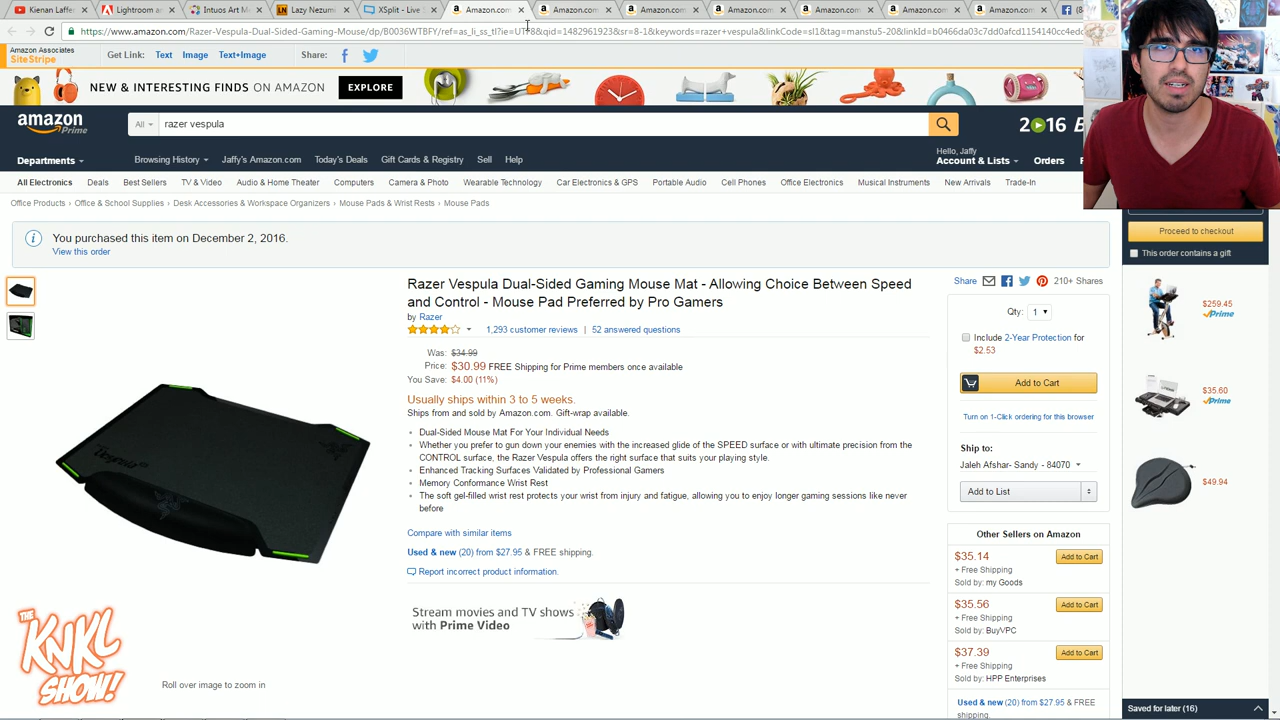 Kienan Laffer
Lightroom a
Intuos Art M
Lazy Nezumi
XSplit - Live S
Amazon.com
Amazon.com
Amazon.com
Amazon.com
Amazon.com
Amazon.com
Amazon.com
Amazon Associates
SiteStripe
Get Link:
Text
Image
Text+Image
Share:
NEW & INTERESTING FINDS ON AMAZON
EXPLORE
amazon
Prime
All
razer vespula
Departments
Browsing History
Jaffy's Amazon.com
Today's Deals
Gift Cards & Registry
Sell
Help
Hello, Jaffy
Account & Lists
Orders
All Electronics
Deals
Best Sellers
TV & Video
Audio & Home Theater
Computers
Camera & Photo
Wearable Technology
Car Electronics & GPS
Portable Audio
Cell Phones
Office Electronics
Musical Instruments
New Arrivals
Trade-In
Office Products › Office & School Supplies › Desk Accessories & Workspace Organizers › Mouse Pads & Wrist Rests › Mouse Pads
You purchased this item on December 2, 2016.
View this order
Razer Vespula Dual-Sided Gaming Mouse Mat - Allowing Choice Between Speed
and Control - Mouse Pad Preferred by Pro Gamers
by Razer
1,293 customer reviews | 52 answered questions
Was: $34.99
Price: $30.99 FREE Shipping for Prime members once available
You Save: $4.00 (11%)
Usually ships within 3 to 5 weeks.
Ships from and sold by Amazon.com. Gift-wrap available.
Dual-Sided Mouse Mat For Your Individual Needs
Whether you prefer to gun down your enemies with the increased glide of the SPEED surface or with ultimate precision from the
CONTROL surface, the Razer Vespula offers the right surface that suits your playing style.
Enhanced Tracking Surfaces Validated by Professional Gamers
Memory Conformance Wrist Rest
The soft gel-filled wrist rest protects your wrist from injury and fatigue, allowing you to enjoy longer gaming sessions like never
before
Compare with similar items
Used & new (20) from $27.95 & FREE shipping.
Report incorrect product information.
Stream movies and TV shows
with Prime Video
Roll over image to zoom in
THE
KNKL
SHOW!
Share
210+ Shares
Qty: 1
Include 2-Year Protection for
$2.53
Add to Cart
Turn on 1-Click ordering for this browser
Ship to:
Jaleh Afshar- Sandy - 84070
Add to List
Other Sellers on Amazon
$35.14
Add to Cart
+ Free Shipping
Sold by: my Goods
$35.56
Add to Cart
+ Free Shipping
Sold by: BuyVPC
$37.39
Add to Cart
+ Free Shipping
Sold by: HPP Enterprises
Used & new (20) from $27.95 & FREE
shipping.
Proceed to checkout
This order contains a gift
$259.45
Prime
$35.60
Prime
$49.94
Saved for later (16)